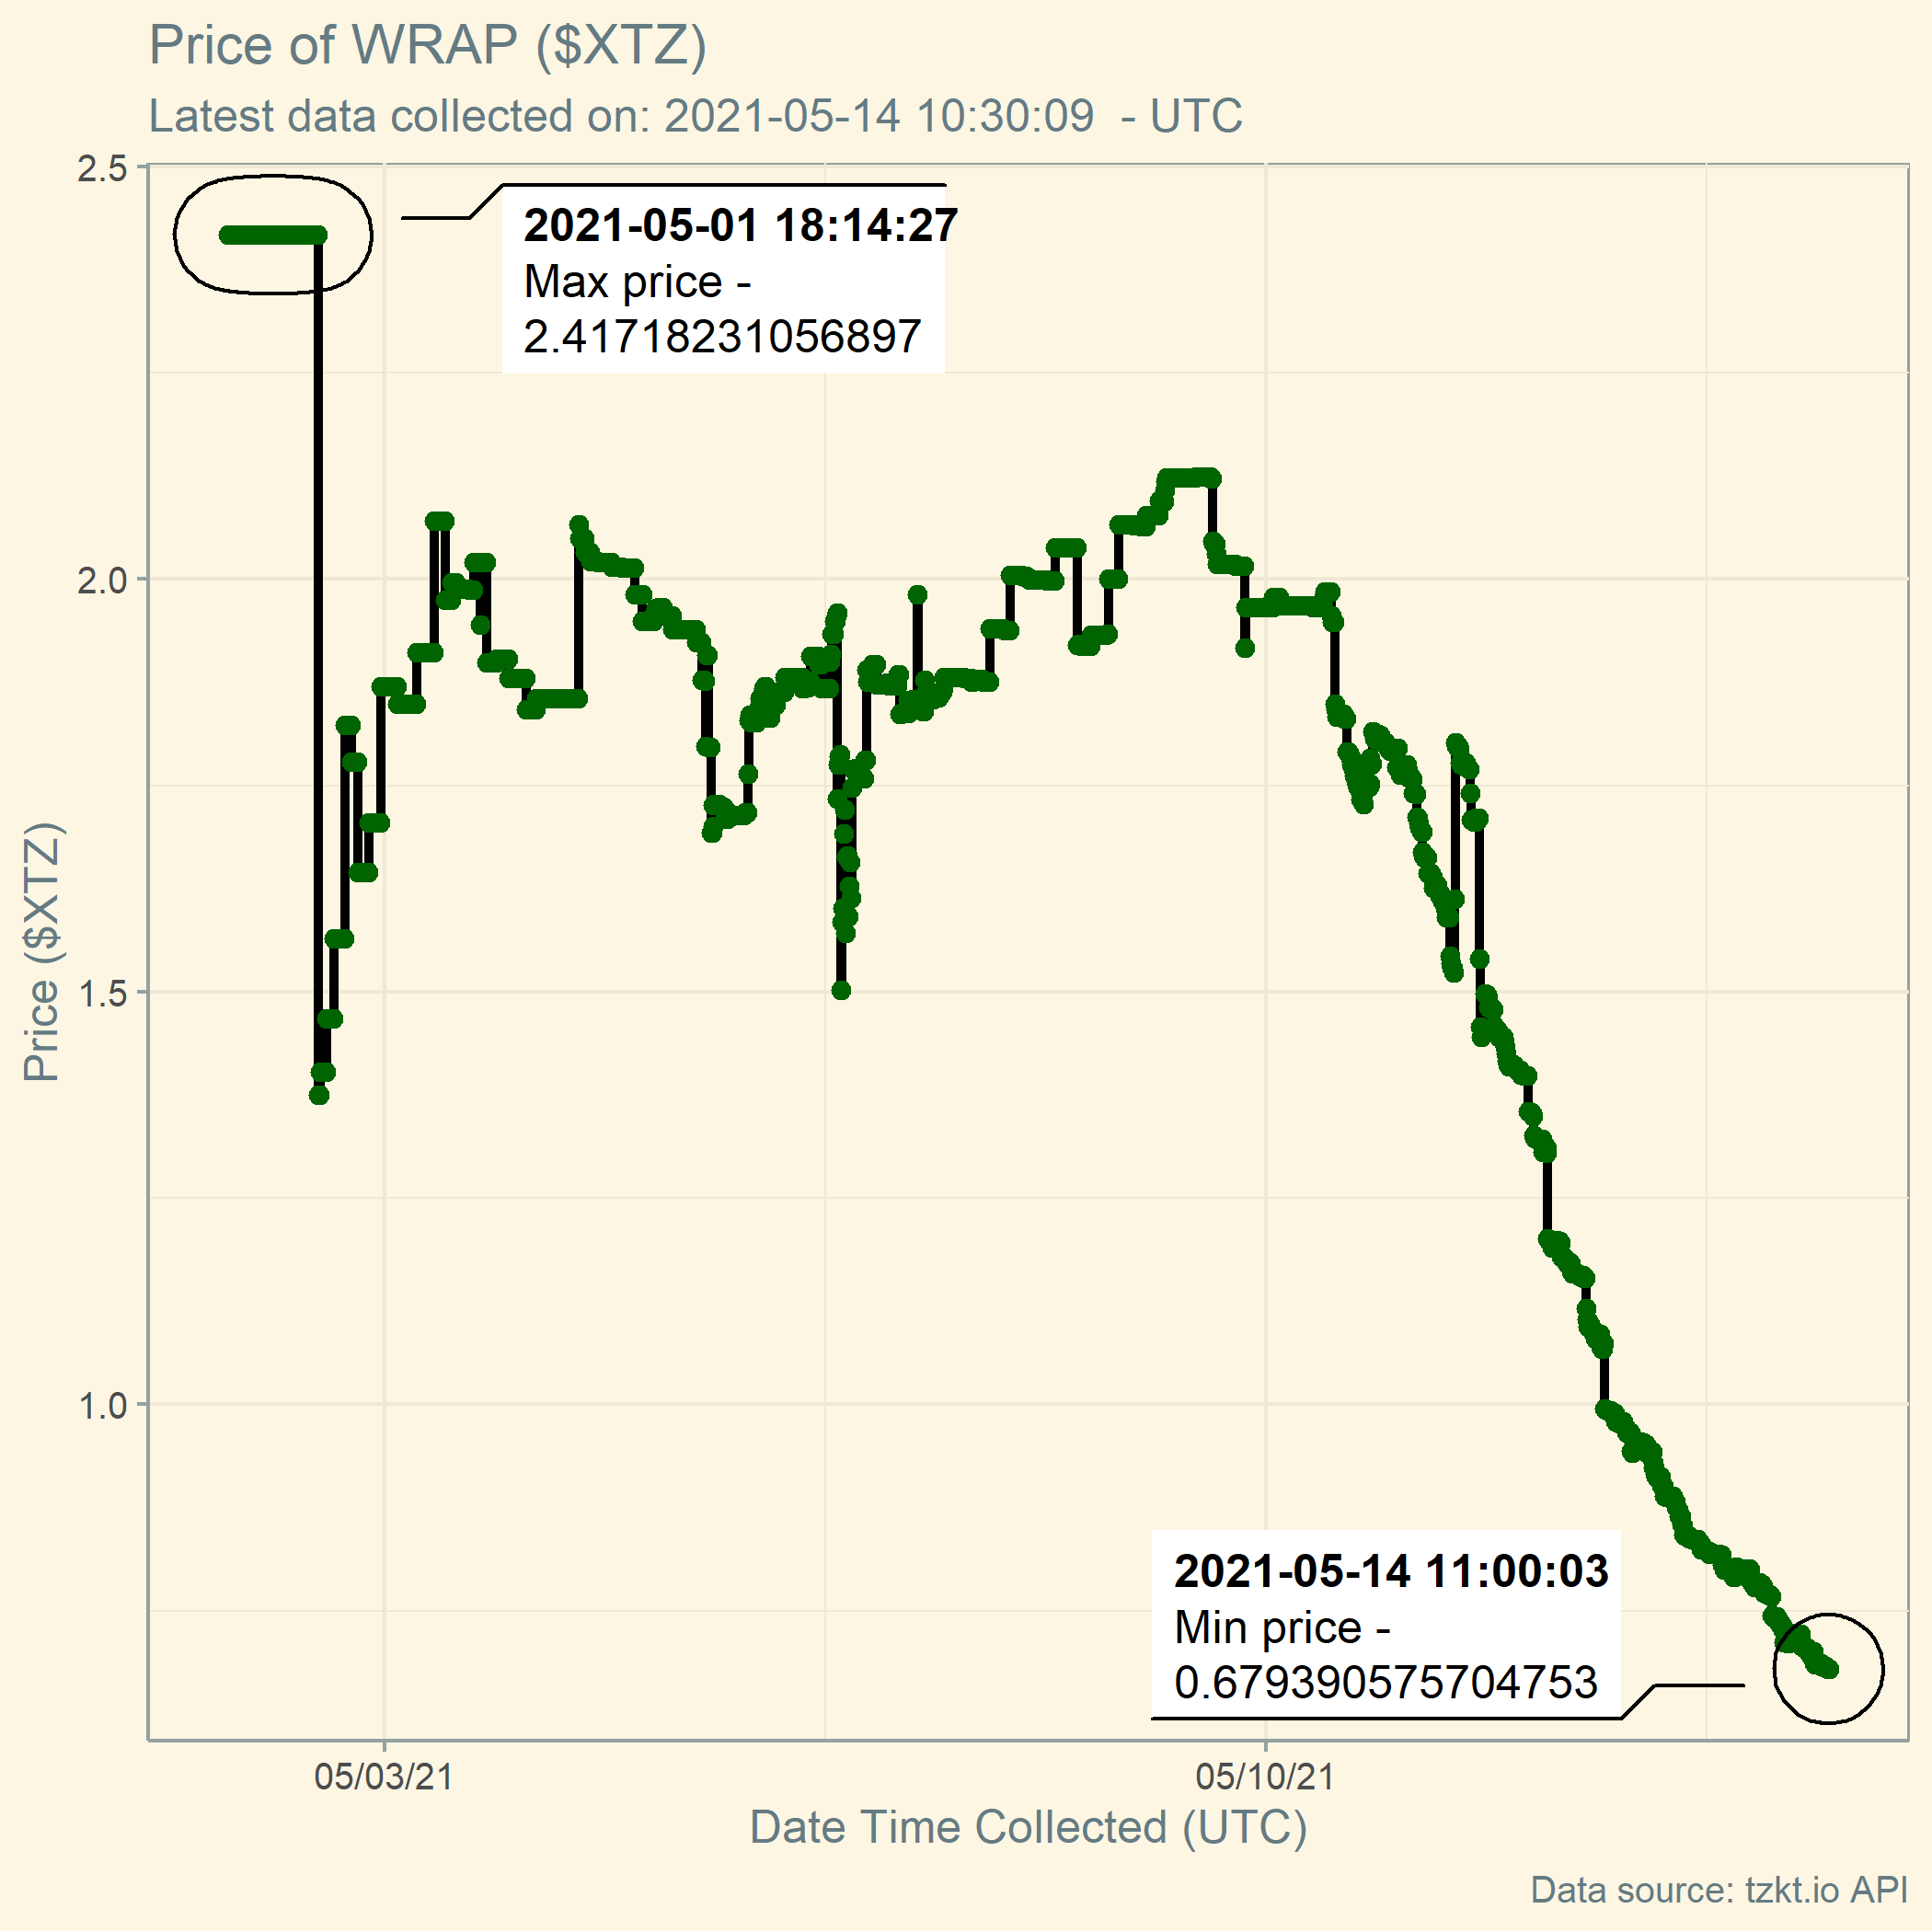 Price of WRAP ($XTZ)
Latest data collected on: 2021-05-14 10:30:09  - UTC
2.5
2021-05-01 18:14:27
Max price -
2.41718231056897
2.0
Price ($XTZ)
1.5
1.0
2021-05-14 11:00:03
Min price -
0.679390575704753
05/03/21
05/10/21
Date Time Collected (UTC)
Data source: tzkt.io API